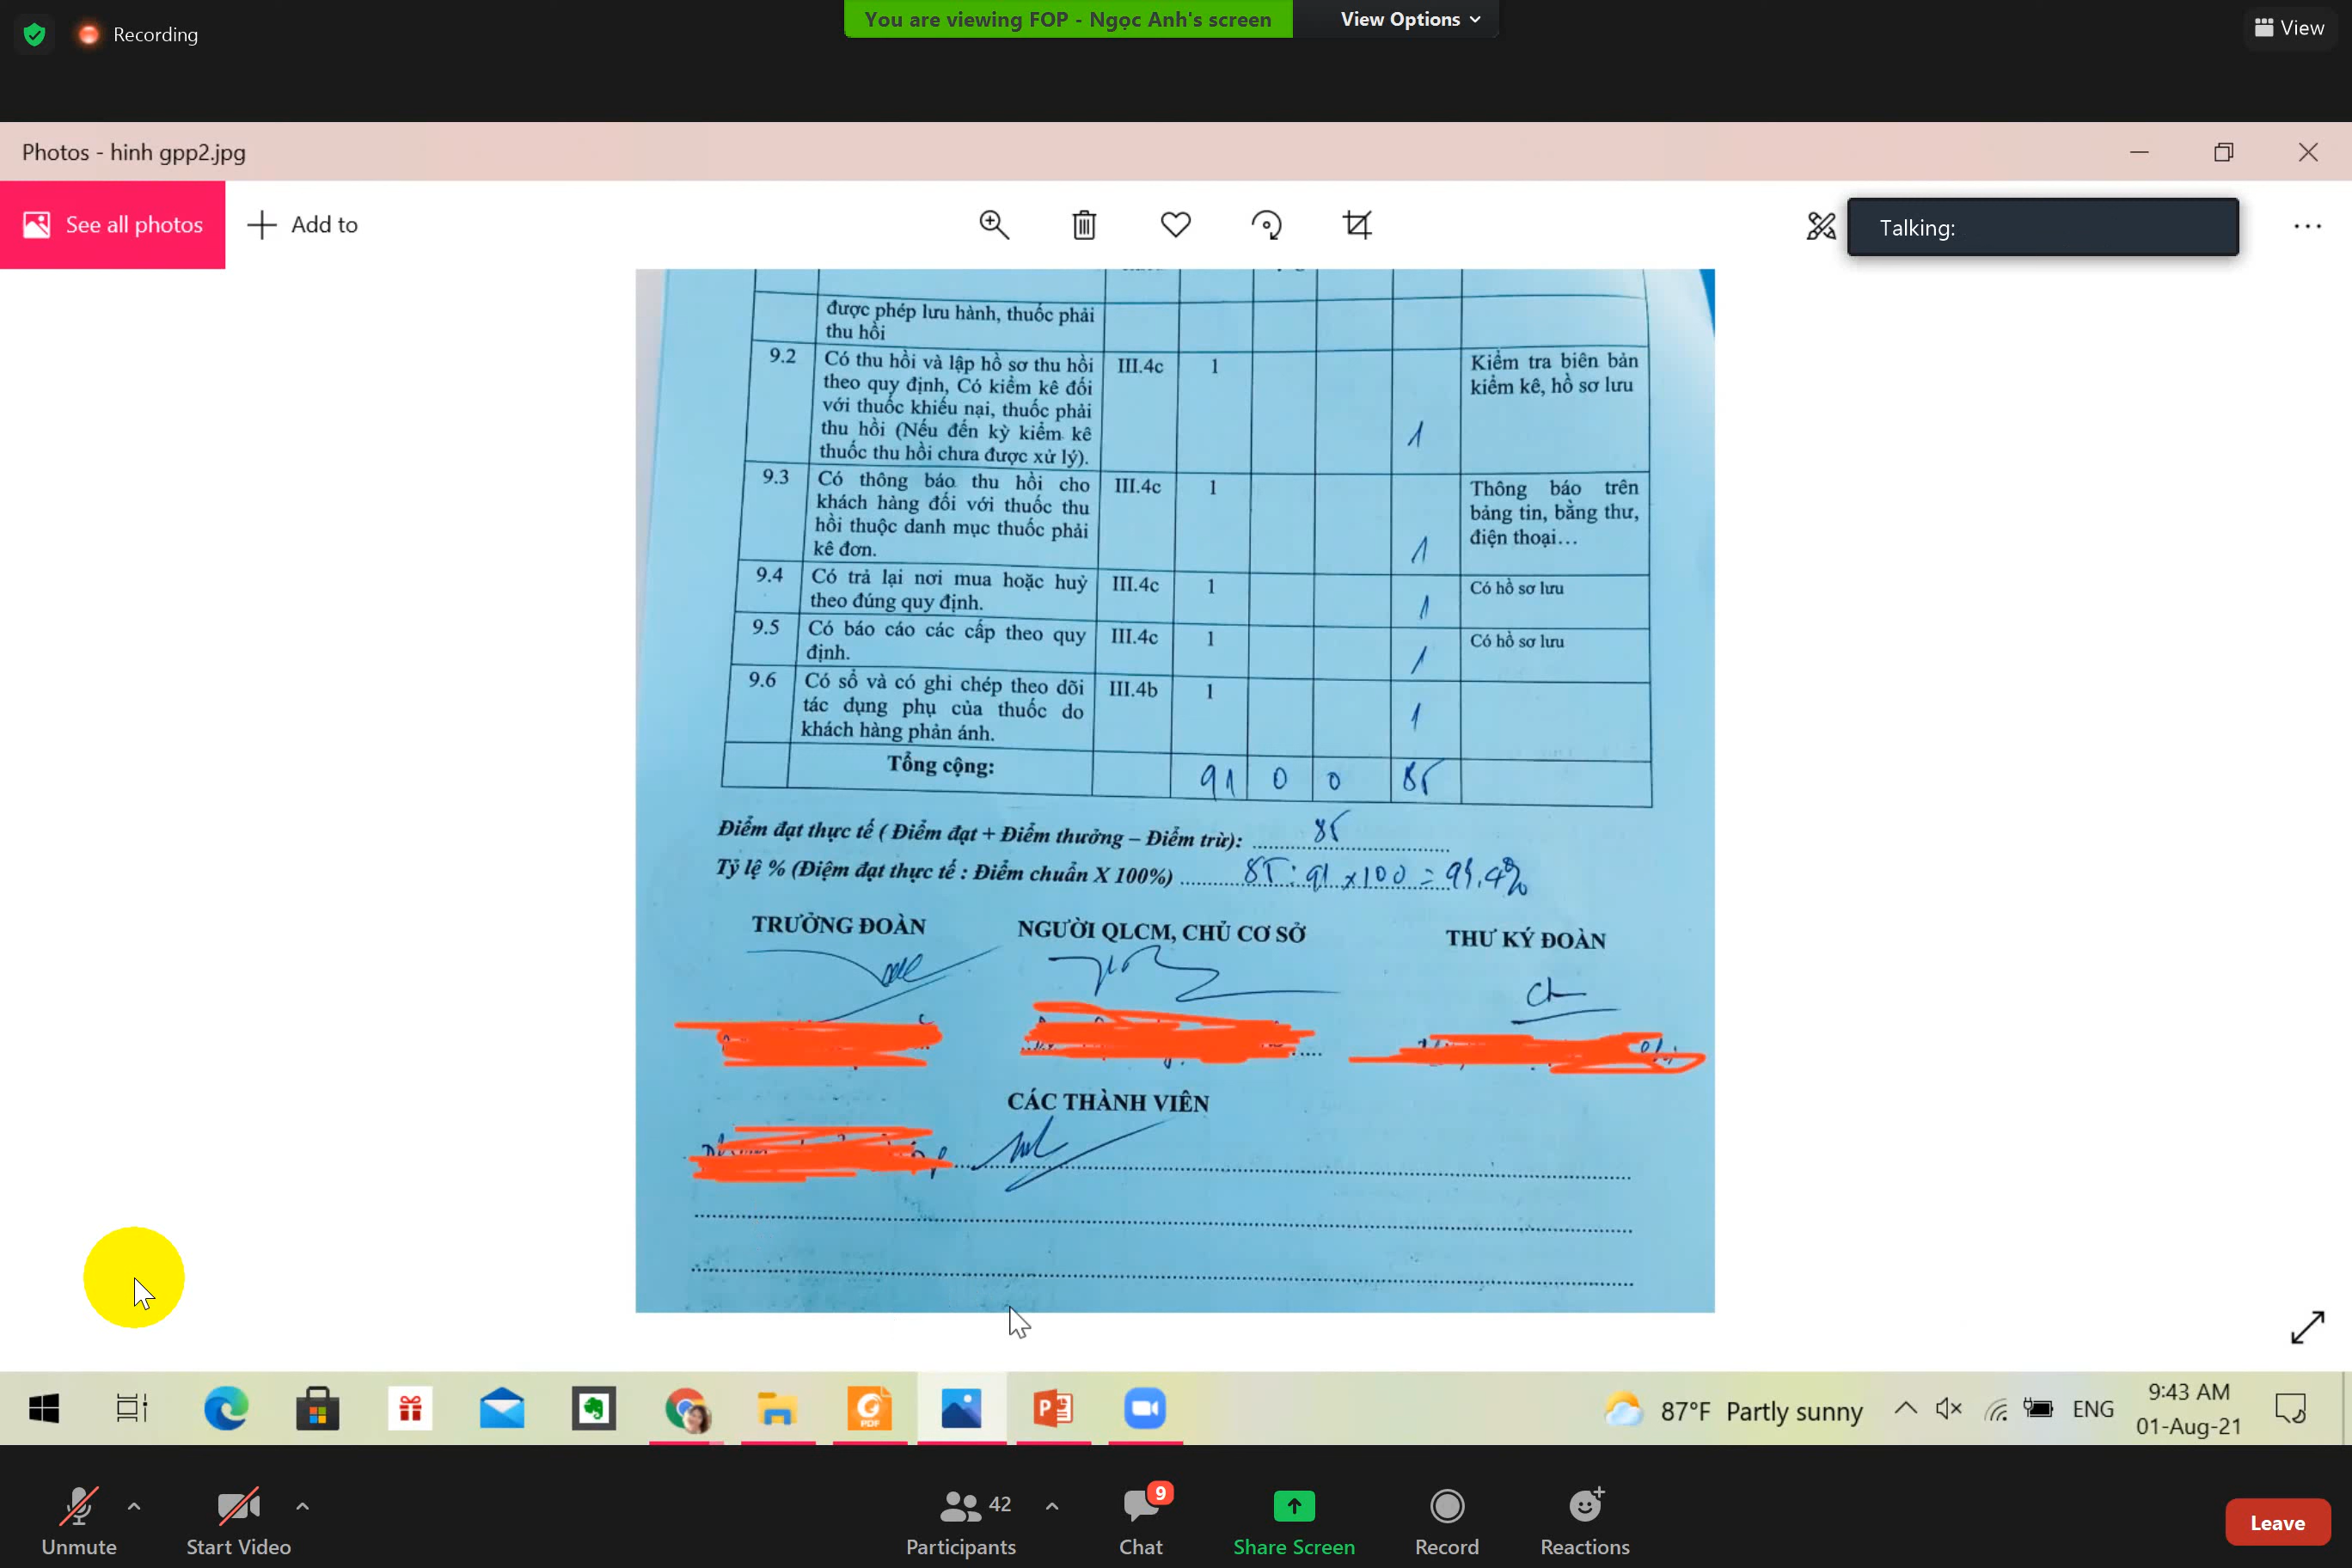 You are viewing FOP - Ngọc Anh's screen
View Options
Recording
View
Photos - hinh gpp2.jpg
See all photos
Add to
Talking:
được phép lưu hành, thuốc phải
thu hồi
9.2 Có thu hồi và lập hồ sơ thu hồi III.4c 1 Kiểm tra biên bản
theo quy định, Có kiểm kê đối kiểm kê, hồ sơ lưu
với thuốc khiếu nại, thuốc phải
thu hồi (Nếu đến kỳ kiểm kê 1
thuốc thu hồi chưa được xử lý).
9.3 Có thông báo thu hồi cho III.4c 1 Thông báo trên
khách hàng đối với thuốc thu bảng tin, bằng thư,
hồi thuộc danh mục thuốc phải điện thoại...
kê đơn. 1
9.4 Có trả lại nơi mua hoặc huỷ III.4c 1 Có hồ sơ lưu
theo đúng quy định. 1
9.5 Có báo cáo các cấp theo quy III.4c 1 Có hồ sơ lưu
định. 1
9.6 Có sổ và có ghi chép theo dõi III.4b 1
tác dụng phụ của thuốc do 1
khách hàng phản ánh.
Tổng cộng: 91 0 0 85
Điểm đạt thực tế ( Điểm đạt + Điểm thưởng – Điểm trừ): 85
Tỷ lệ % (Điệm đạt thực tế : Điểm chuẩn X 100%) 85 : 91 x 100 = 93,4%
TRƯỞNG ĐOÀN NGƯỜI QLCM, CHỦ CƠ SỞ THƯ KÝ ĐOÀN
CÁC THÀNH VIÊN
87°F Partly sunny
ENG
9:43 AM
01-Aug-21
Unmute
Start Video
42
Participants
9
Chat
Share Screen
Record
Reactions
Leave